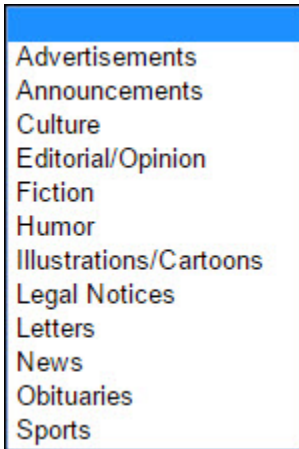 Advertisements
Announcements
Culture
Editorial/Opinion
Fiction
Humor
Illustrations/Cartoons
Legal Notices
Letters
News
Obituaries
Sports